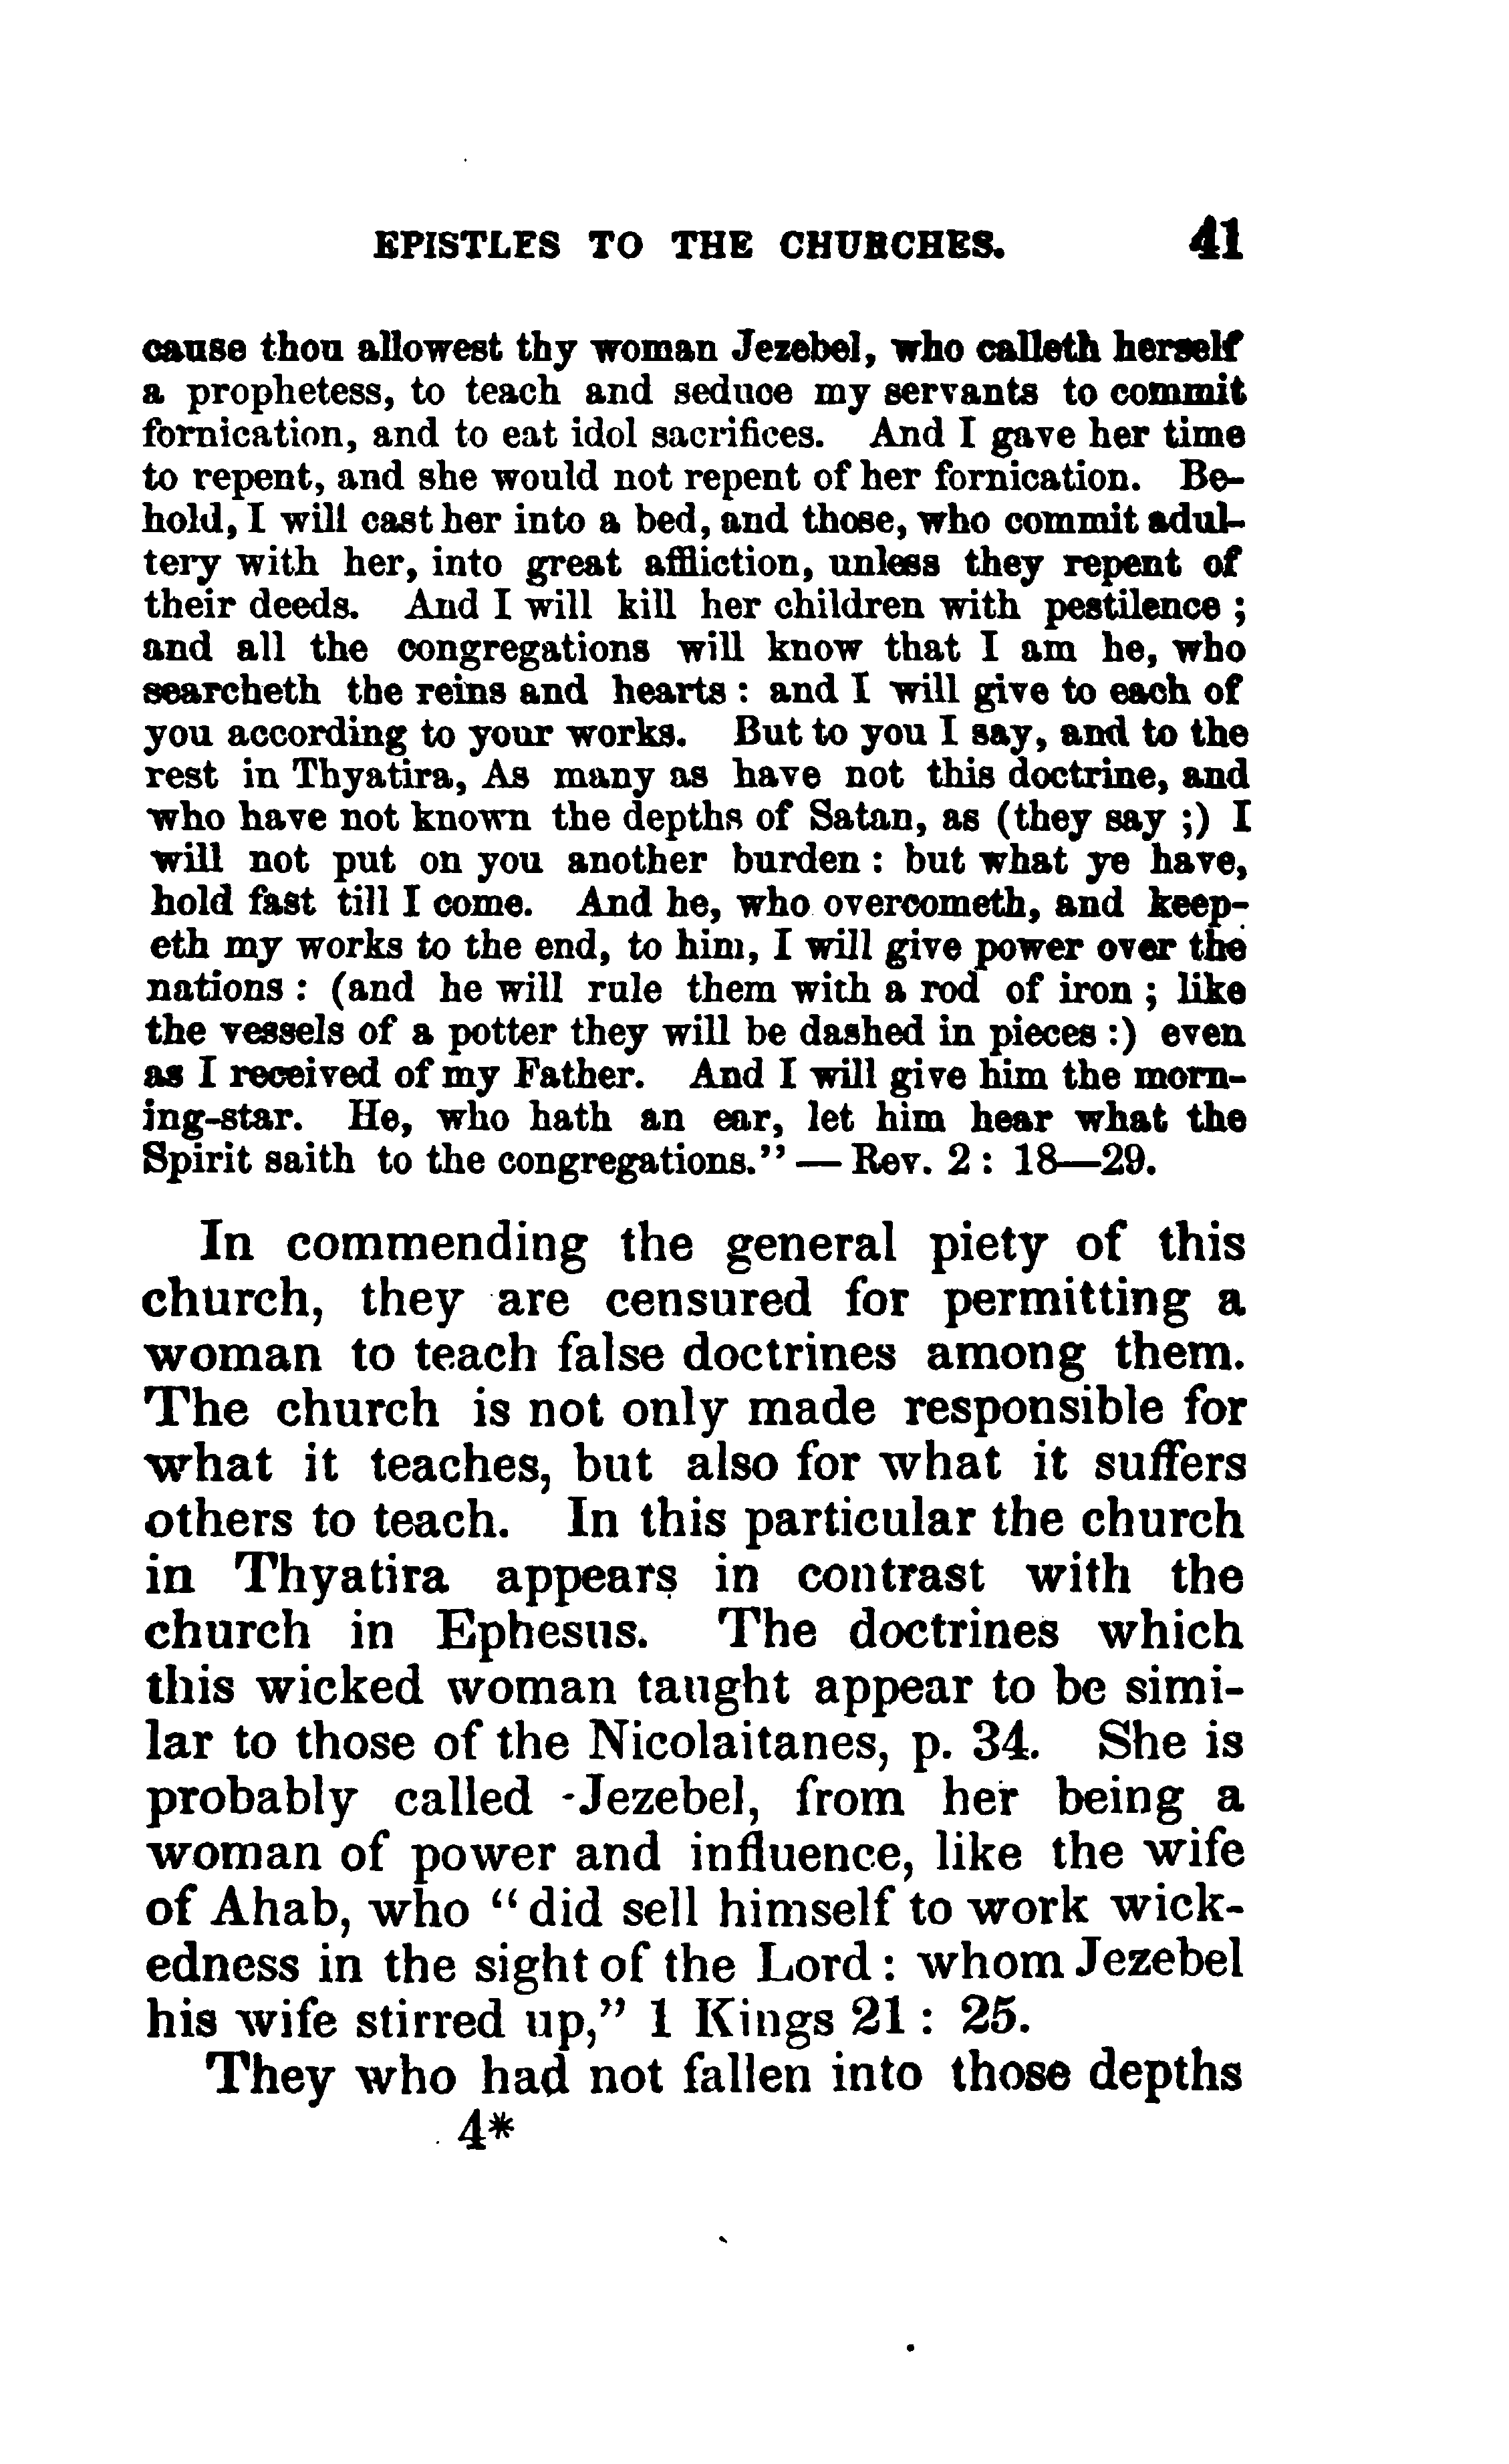 EPISTLES TO THE CHURCHES. 41
cause thou allowest thy woman Jezebel, who calleth herself
a prophetess, to teach and seduce my servants to commit
fornication, and to eat idol sacrifices. And I gave her time
to repent, and she would not repent of her fornication. Be-
hold, I will cast her into a bed, and those, who commit adul-
tery with her, into great affliction, unless they repent of
their deeds. And I will kill her children with pestilence ;
and all the congregations will know that I am he, who
searcheth the reins and hearts : and I will give to each of
you according to your works. But to you I say, and to the
rest in Thyatira, As many as have not this doctrine, and
who have not known the depths of Satan, as (they say ;) I
will not put on you another burden : but what ye have,
hold fast till I come. And he, who overcometh, and keep-
eth my works to the end, to him, I will give power over the
nations : (and he will rule them with a rod of iron ; like
the vessels of a potter they will be dashed in pieces :) even
as I received of my Father. And I will give him the morn-
ing-star. He, who hath an ear, let him hear what the
Spirit saith to the congregations." — Rev. 2 : 18—29.
In commending the general piety of this
church, they are censured for permitting a
woman to teach false doctrines among them.
The church is not only made responsible for
what it teaches, but also for what it suffers
others to teach. In this particular the church
in Thyatira appears in contrast with the
church in Ephesus. The doctrines which
this wicked woman taught appear to be simi-
lar to those of the Nicolaitanes, p. 34. She is
probably called Jezebel, from her being a
woman of power and influence, like the wife
of Ahab, who "did sell himself to work wick-
edness in the sight of the Lord : whom Jezebel
his wife stirred up," 1 Kings 21 : 25.
They who had not fallen into those depths
4*